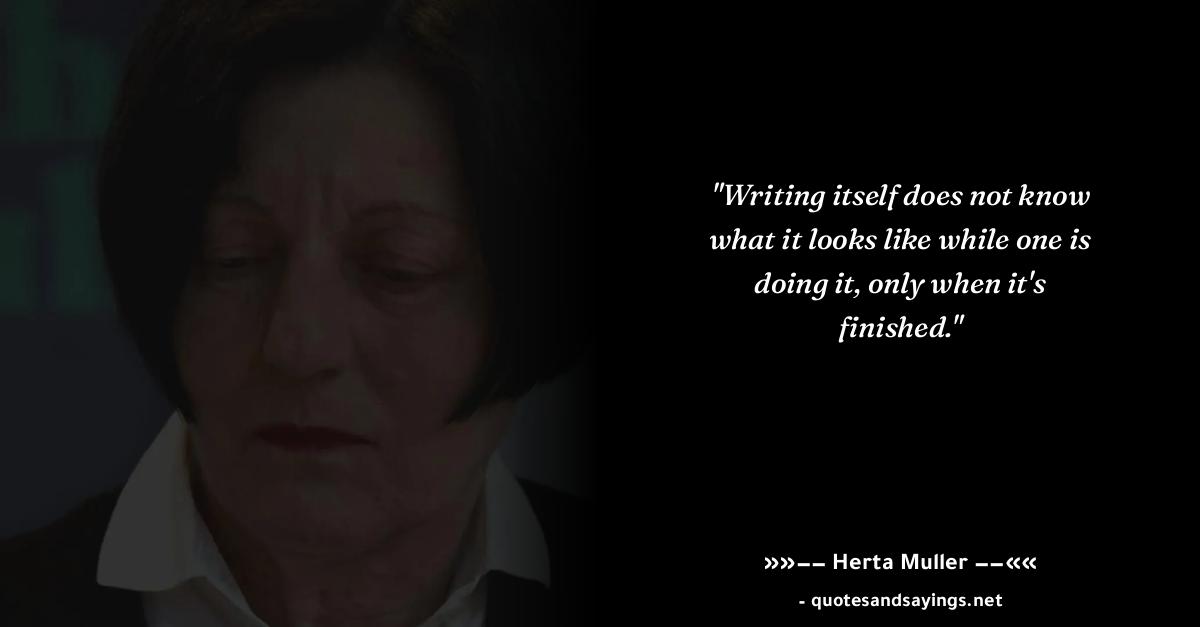 "Writing itself does not know
what it looks like while one is
doing it, only when it's
finished."
»»−− Herta Muller −−««
- quotesandsayings.net